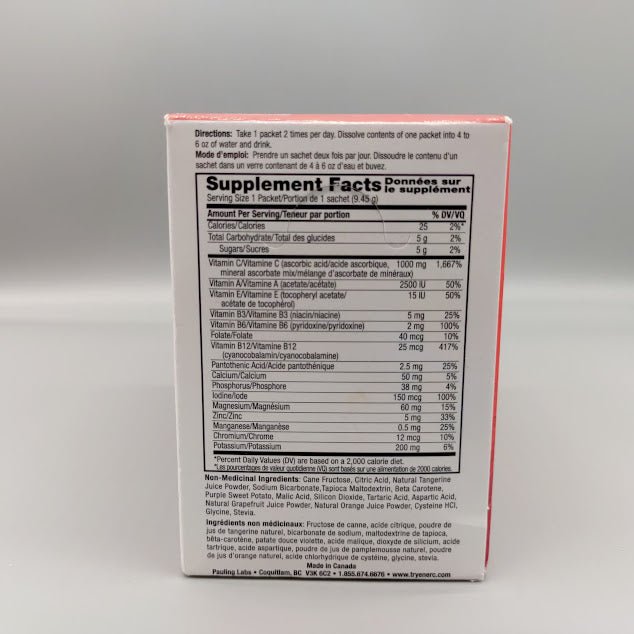 Directions: Take 1 packet 2 times per day. Dissolve contents of one packet into 4 to
6 oz of water and drink.
Mode d'emploi: Prendre un sachet deux fois par jour. Dissoudre le contenu d'un
sachet dans un verre contenant de 4 à 6 oz d'eau et buvez.
Supplement Facts Données sur
le supplément
Serving Size 1 Packet/Portion de 1 sachet (9.45 g)
Amount Per Serving/Teneur par portion % DV/VQ
Calories/Calories 25 2%*
Total Carbohydrate/Total des glucides 5 g 2%
Sugars/Sucres 5 g 2%
Vitamin C/Vitamine C (ascorbic acid/acide ascorbique, 1000 mg 1,667%
mineral ascorbate mix/mélange d'ascorbate de minéraux)
Vitamin A/Vitamine A (acetate/acétate) 2500 IU 50%
Vitamin E/Vitamine E (tocopheryl acetate/ 15 IU 50%
acétate de tocophérol)
Vitamin B3/Vitamine B3 (niacin/niacine) 5 mg 25%
Vitamin B6/Vitamine B6 (pyridoxine/pyridoxine) 2 mg 100%
Folate/Folate 40 mcg 10%
Vitamin B12/Vitamine B12 25 mcg 417%
(cyanocobalamin/cyanocobalamine)
Pantothenic Acid/Acide pantothénique 2.5 mg 25%
Calcium/Calcium 50 mg 5%
Phosphorus/Phosphore 38 mg 4%
Iodine/Iode 150 mcg 100%
Magnesium/Magnésium 60 mg 15%
Zinc/Zinc 5 mg 33%
Manganese/Manganèse 0.5 mg 25%
Chromium/Chrome 12 mcg 10%
Potassium/Potassium 200 mg 6%
*Percent Daily Values (DV) are based on a 2,000 calorie diet.
*Les pourcentages de valeur quotidienne (VQ) sont basés sur une alimentation de 2000 calories.
Non-Medicinal Ingredients: Cane Fructose, Citric Acid, Natural Tangerine
Juice Powder, Sodium Bicarbonate,Tapioca Maltodextrin, Beta Carotene,
Purple Sweet Potato, Malic Acid, Silicon Dioxide, Tartaric Acid, Aspartic Acid,
Natural Grapefruit Juice Powder, Natural Orange Juice Powder, Cysteine HCl,
Glycine, Stevia.
Ingrédients non médicinaux: Fructose de canne, acide citrique, poudre de
jus de tangerine naturel, bicarbonate de sodium, maltodextrine de tapioca,
bêta-carotène, patate douce violette, acide malique, dioxyde de silicium, acide
tartrique, acide aspartique, poudre de jus de pamplemousse naturel, poudre
de jus d'orange naturel, acide chlorhydrique de cystéine, glycine, stevia.
Made in Canada
Pauling Labs • Coquitlam, BC V3K 6C2 • 1.855.674.6676 • www.tryenerc.com